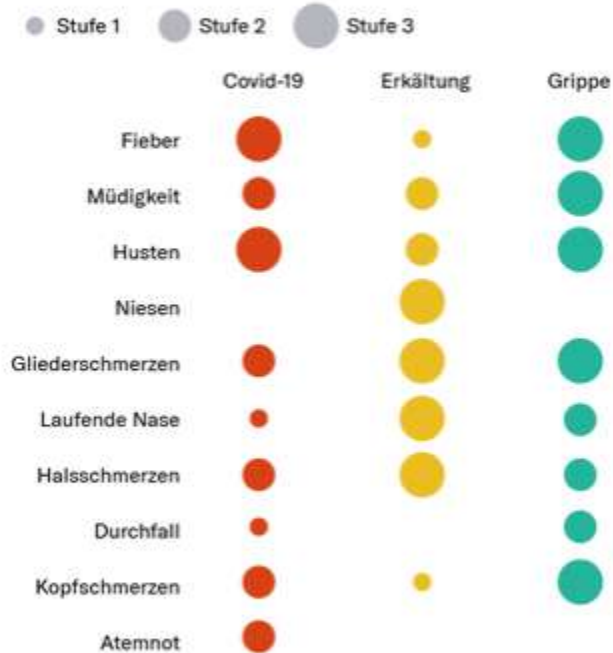 Stufe 1 Stufe 2 Stufe 3
Covid-19 Erkältung Grippe
Fieber
Müdigkeit
Husten
Niesen
Gliederschmerzen
Laufende Nase
Halsschmerzen
Durchfall
Kopfschmerzen
Atemnot